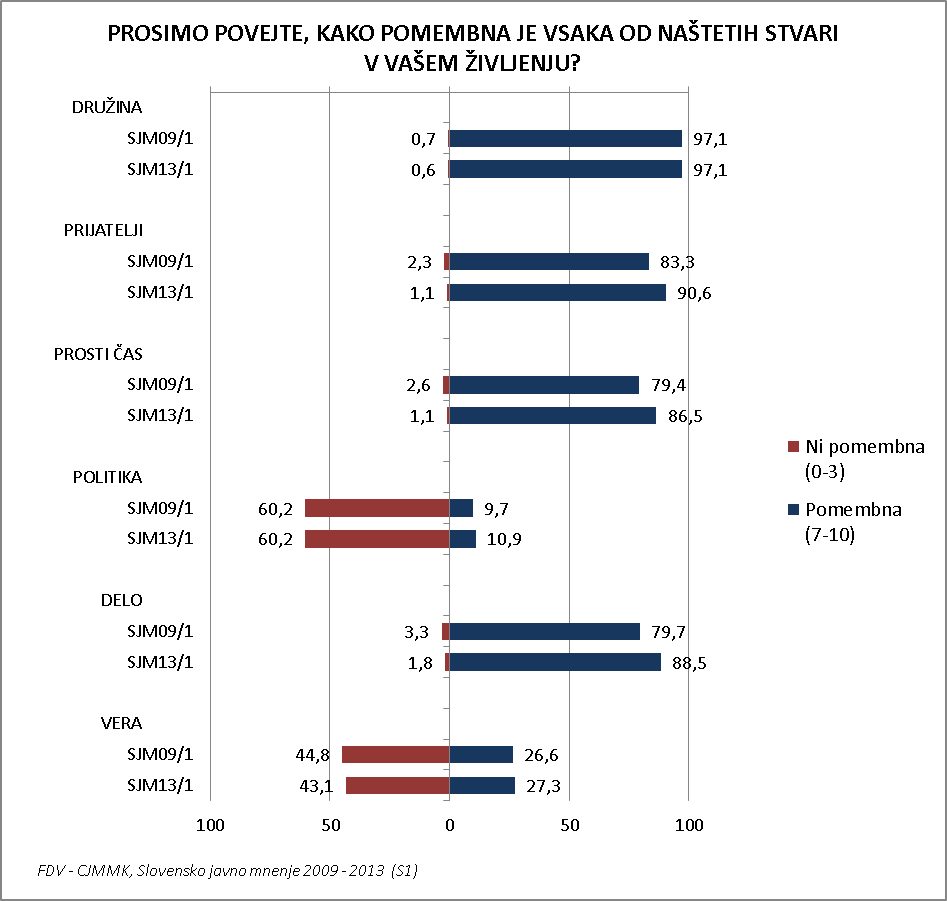 PROSIMO POVEJTE, KAKO POMEMBNA JE VSAKA OD NAŠTETIH STVARI
V VAŠEM ŽIVLJENJU?
100 50 0 50 100
DRUŽINA
SJM09/1 0,7 97,1
SJM13/1 0,6 97,1
PRIJATELJI
SJM09/1 2,3 83,3
SJM13/1 1,1 90,6
PROSTI ČAS
SJM09/1 2,6 79,4
SJM13/1 1,1 86,5
POLITIKA
SJM09/1 60,2 9,7
SJM13/1 60,2 10,9
DELO
SJM09/1 3,3 79,7
SJM13/1 1,8 88,5
VERA
SJM09/1 44,8 26,6
SJM13/1 43,1 27,3
100 50 0 50 100
Ni pomembna
(0-3)
Pomembna
(7-10)
FDV - CJMMK, Slovensko javno mnenje 2009 - 2013 (S1)